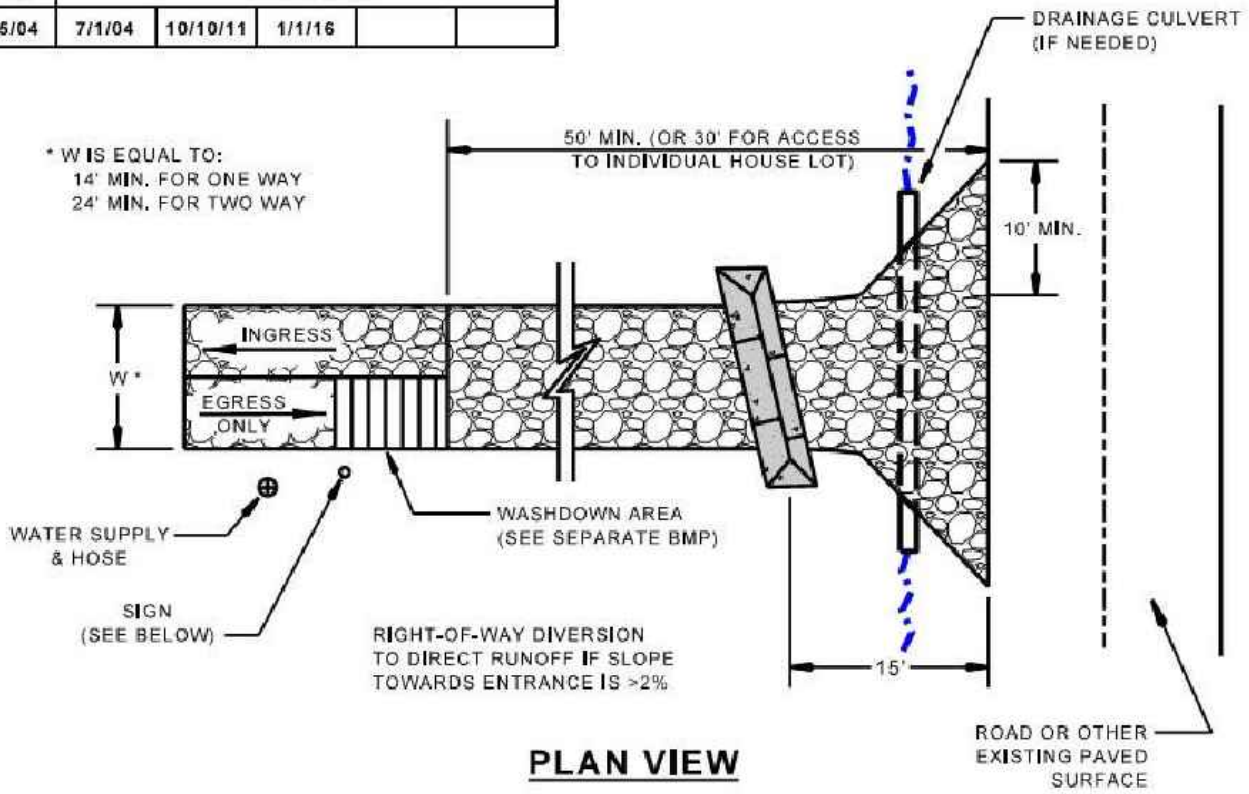 7/1/04 10/10/11 1/1/16
DRAINAGE CULVERT
(IF NEEDED)
* W IS EQUAL TO:
14' MIN. FOR ONE WAY
24' MIN. FOR TWO WAY
50' MIN. (OR 30' FOR ACCESS
TO INDIVIDUAL HOUSE LOT)
10' MIN.
INGRESS
W *
EGRESS
ONLY
WATER SUPPLY
& HOSE
WASHDOWN AREA
(SEE SEPARATE BMP)
SIGN
(SEE BELOW)
RIGHT-OF-WAY DIVERSION
TO DIRECT RUNOFF IF SLOPE
TOWARDS ENTRANCE IS >2%
15'
ROAD OR OTHER
EXISTING PAVED
SURFACE
PLAN VIEW